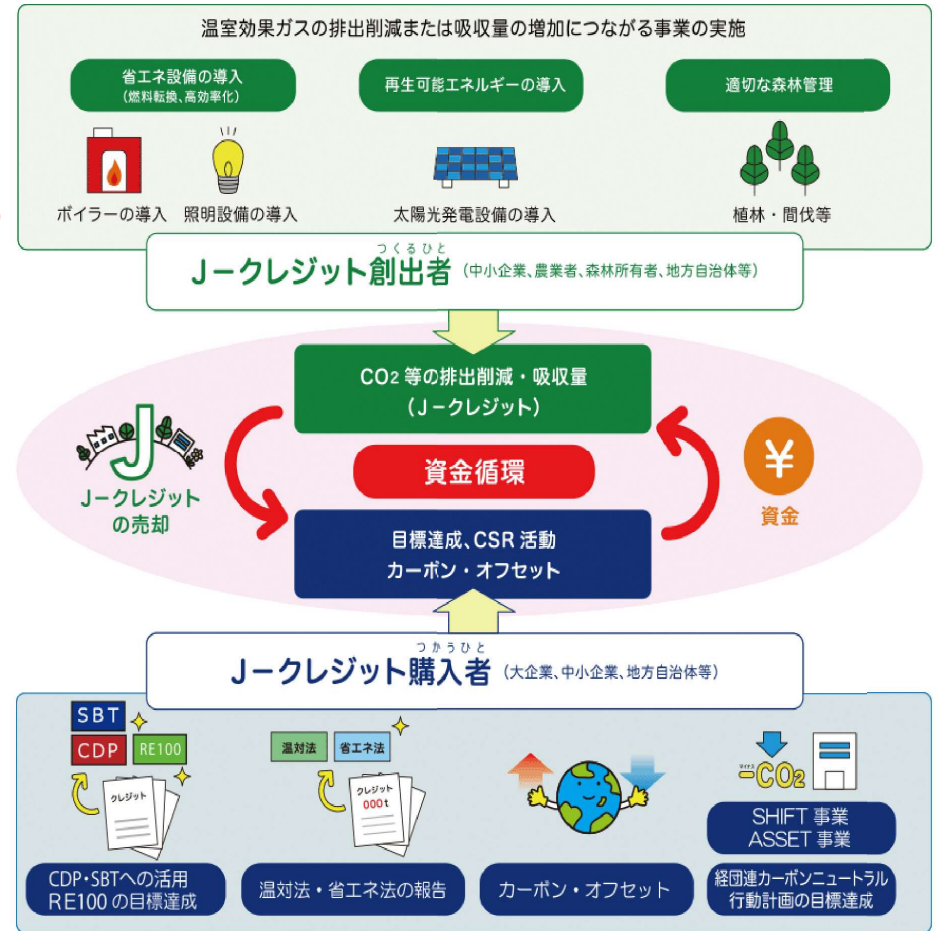 温室効果ガスの排出削減または吸収量の増加につながる事業の実施
省エネ設備の導入
（燃料転換、高効率化）
再生可能エネルギーの導入
適切な森林管理
ボイラーの導入
照明設備の導入
太陽光発電設備の導入
植林・間伐等
つくるひと
J－クレジット創出者（中小企業、農業者、森林所有者、地方自治体等）
CO2 等の排出削減・吸収量
（J－クレジット）
J
J－クレジット
の売却
資金循環
¥
資金
目標達成、CSR 活動
カーボン・オフセット
つかうひと
J－クレジット購入者（大企業、中小企業、地方自治体等）
SBT
CDP
RE100
クレジット
CDP・SBTへの活用
RE100 の目標達成
温対法
省エネ法
クレジット
000t
温対法・省エネ法の報告
カーボン・オフセット
マイナス
-CO2
SHIFT 事業
ASSET 事業
経団連カーボンニュートラル
行動計画の目標達成